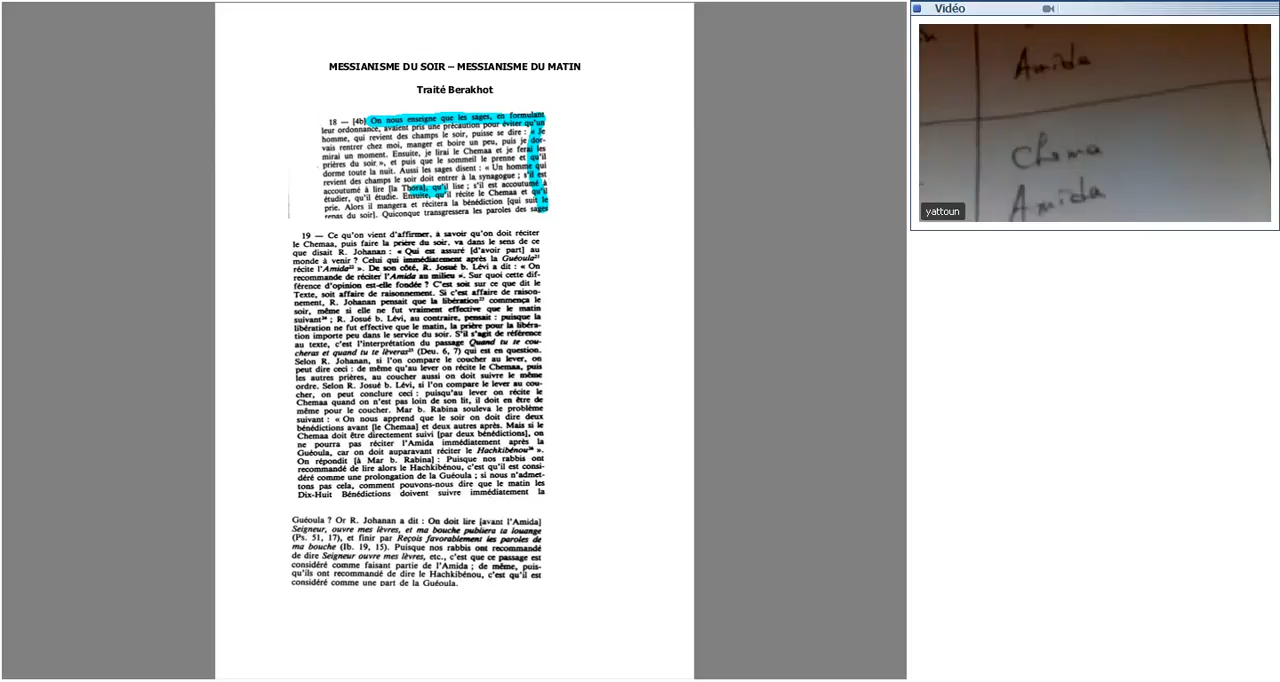 MESSIANISME DU SOIR – MESSIANISME DU MATIN
Traité Berakhot
18 — [4b] On nous enseigne que les sages, en formulant
leur ordonnance, avaient pris une précaution pour éviter qu'un
homme, qui revient des champs le soir, puisse se dire : « Je
vais rentrer chez moi, manger et boire un peu, puis je dor-
mirai un moment. Ensuite, je lirai le Chemaa et je ferai les
prières du soir », et puis que le sommeil le prenne et qu'il
dorme toute la nuit. Aussi les sages disent : « Un homme qui
revient des champs le soir doit entrer à la synagogue ; s'il est
accoutumé à lire [la Thora], qu'il lise ; s'il est accoutumé à
étudier, qu'il étudie. Ensuite, qu'il récite le Chemaa et qu'il
prie. Alors il mangera et récitera la bénédiction [qui suit le
repas du soir]. Quiconque transgressera les paroles des sages
19 — Ce qu'on vient d'affirmer, à savoir qu'on doit réciter
le Chemaa, puis faire la prière du soir, va dans le sens de ce
que disait R. Johanan : « Qui est assuré [d'avoir part] au
monde à venir ? Celui qui immédiatement après la Guéoula²¹
récite l'Amida²² ». De son côté, R. Josué b. Lévi a dit : « On
recommande de réciter l'Amida au milieu ». Sur quoi cette dif-
férence d'opinion est-elle fondée ? C'est soit sur ce que dit le
Texte, soit affaire de raisonnement. Si c'est affaire de raison-
nement, R. Johanan pensait que la libération²³ commença le
soir, même si elle ne fut vraiment effective que le matin
suivant²⁴ ; R. Josué b. Lévi, au contraire, pensait : puisque la
libération ne fut effective que le matin, la prière pour la libéra-
tion importe peu dans le service du soir. S'il s'agit de référence
au texte, c'est l'interprétation du passage Quand tu te cou-
cheras et quand tu te lèveras²⁵ (Deu. 6, 7) qui est en question.
Selon R. Johanan, si l'on compare le coucher au lever, on
peut dire ceci : de même qu'au lever on récite le Chemaa, puis
les autres prières, au coucher aussi on doit suivre le même
ordre. Selon R. Josué b. Lévi, si l'on compare le lever au cou-
cher, on peut conclure ceci : puisqu'au lever on récite le
Chemaa quand on n'est pas loin de son lit, il doit en être de
même pour le coucher. Mar b. Rabina souleva le problème
suivant : « On nous apprend que le soir on doit dire deux
bénédictions avant [le Chemaa] et deux autres après. Mais si le
Chemaa doit être directement suivi [par deux bénédictions], on
ne pourra pas réciter l'Amida immédiatement après la
Guéoula, car on doit auparavant réciter le Hachkibénou²⁶ ».
On répondit [à Mar b. Rabina] : Puisque nos rabbis ont
recommandé de lire alors le Hachkibénou, c'est qu'il est consi-
déré comme une prolongation de la Guéoula ; si nous n'admet-
tons pas cela, comment pouvons-nous dire que le matin les
Dix-Huit Bénédictions doivent suivre immédiatement la
Guéoula ? Or R. Johanan a dit : On doit lire [avant l'Amida]
Seigneur, ouvre mes lèvres, et ma bouche publiera ta louange
(Ps. 51, 17), et finir par Reçois favorablement les paroles de
ma bouche (Ib. 19, 15). Puisque nos rabbis ont recommandé
de dire Seigneur ouvre mes lèvres, etc., c'est que ce passage est
considéré comme faisant partie de l'Amida ; de même, puis-
qu'ils ont recommandé de dire le Hachkibénou, c'est qu'il est
considéré comme une part de la Guéoula.
Vidéo
Amida
Chema
Amida
yattoun